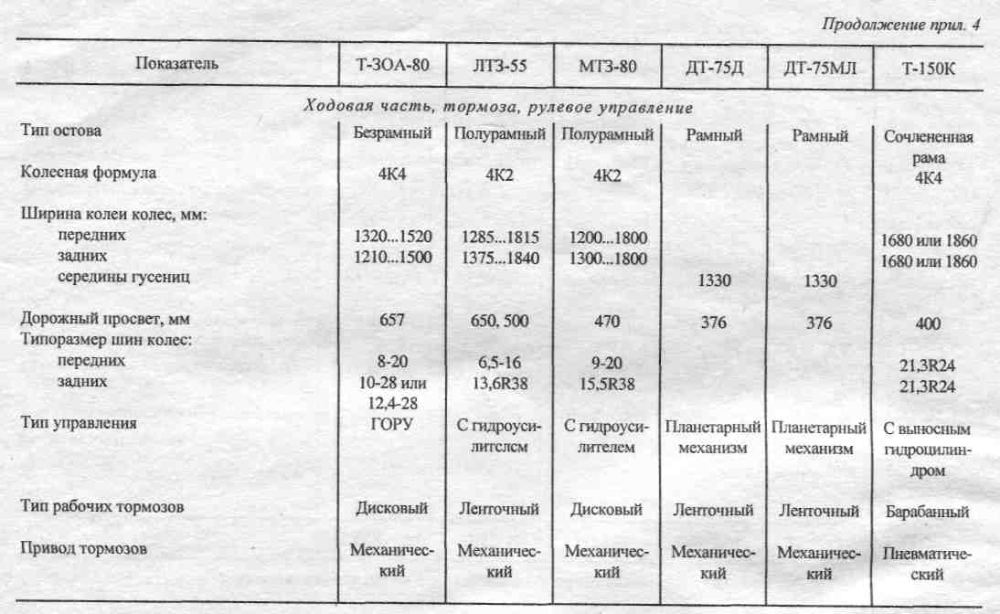 Продолжение прил. 4
Показатель Т-ЗОА-80 ЛТЗ-55 МТЗ-80 ДТ-75Д ДТ-75МЛ Т-150К
Ходовая часть, тормоза, рулевое управление
Тип остова Безрамный Полурамный Полурамный Рамный Рамный Сочлененная
рама
Колесная формула 4К4 4К2 4К2 4К4
Ширина колеи колес, мм:
передних 1320...1520 1285...1815 1200...1800 1680 или 1860
задних 1210...1500 1375...1840 1300...1800 1680 или 1860
середины гусениц 1330 1330
Дорожный просвет, мм 657 650, 500 470 376 376 400
Типоразмер шин колес:
передних 8-20 6,5-16 9-20 21,3R24
задних 10-28 или 13,6R38 15,5R38 21,3R24
12,4-28
Тип управления ГОРУ С гидроуси- С гидроуси- Планетарный Планетарный С выносным
лителем лителем механизм механизм гидроцилин-
дром
Тип рабочих тормозов Дисковый Ленточный Дисковый Ленточный Ленточный Барабанный
Привод тормозов Механичес- Механичес- Механичес- Механичес- Механичес- Пневматиче-
кий кий кий кий кий ский